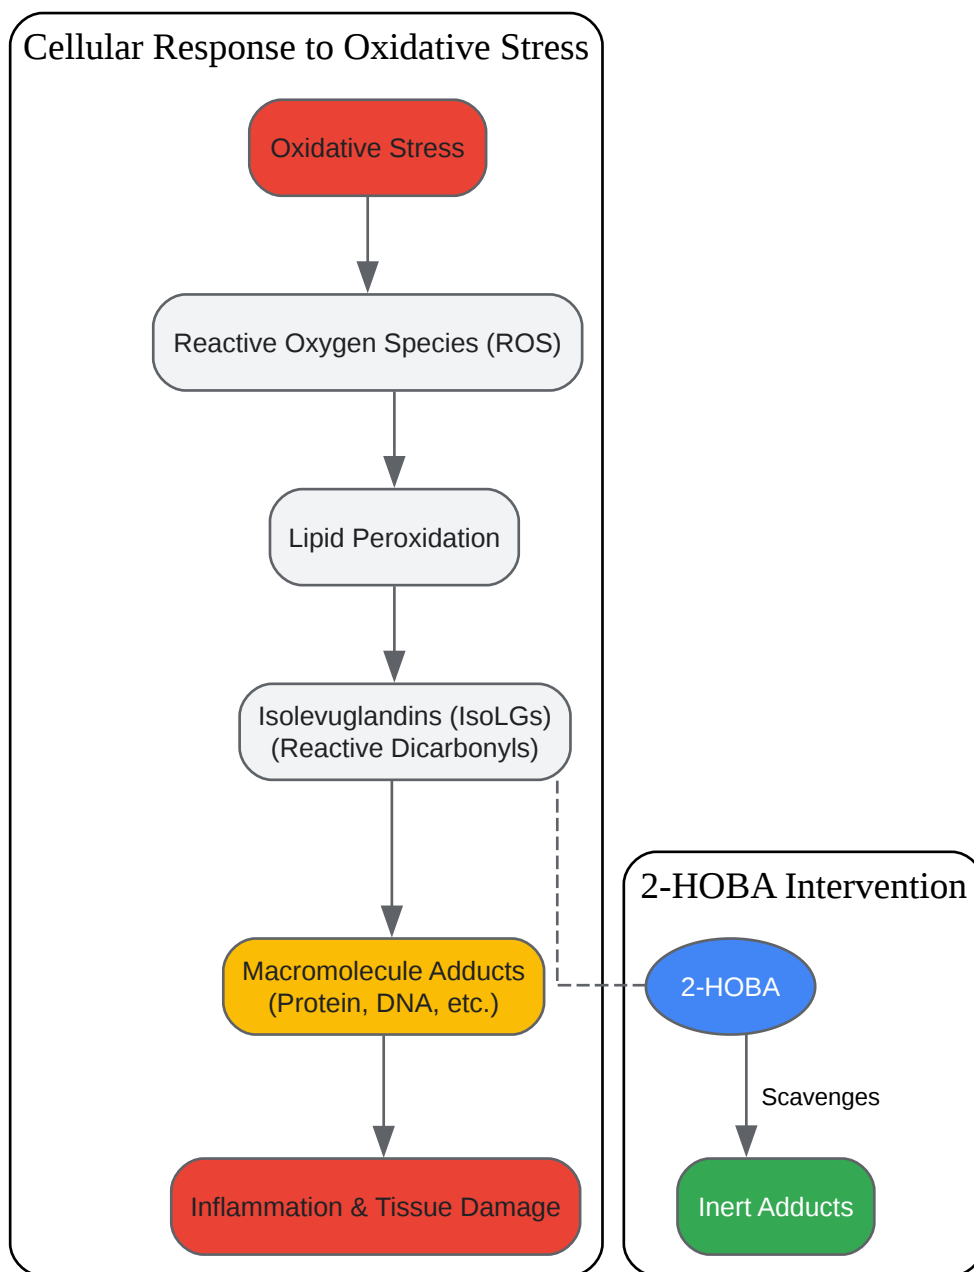 Cellular Response to Oxidative Stress
Oxidative Stress
Reactive Oxygen Species (ROS)
Lipid Peroxidation
Isolevuglandins (IsoLGs)
(Reactive Dicarbonyls)
Macromolecule Adducts
(Protein, DNA, etc.)
Inflammation & Tissue Damage
2-HOBA Intervention
2-HOBA
Scavenges
Inert Adducts